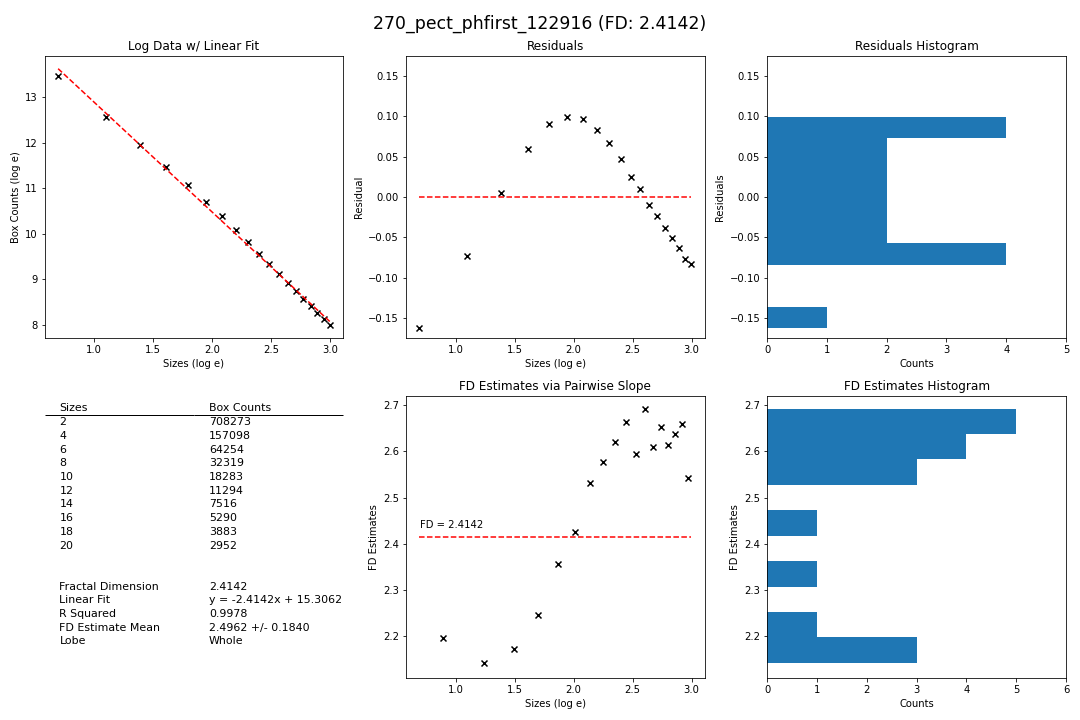 270_pect_phfirst_122916 (FD: 2.4142)
Log Data w/ Linear Fit
Box Counts (log e)
13
12
11
10
9
8
1.0 1.5 2.0 2.5 3.0
Sizes (log e)
Residuals
Residual
0.15
0.10
0.05
0.00
−0.05
−0.10
−0.15
1.0 1.5 2.0 2.5 3.0
Sizes (log e)
Residuals Histogram
Residuals
0.15
0.10
0.05
0.00
−0.05
−0.10
−0.15
0 1 2 3 4 5
Counts
Sizes Box Counts
2 708273
4 157098
6 64254
8 32319
10 18283
12 11294
14 7516
16 5290
18 3883
20 2952
Fractal Dimension 2.4142
Linear Fit y = -2.4142x + 15.3062
R Squared 0.9978
FD Estimate Mean 2.4962 +/- 0.1840
Lobe Whole
FD Estimates via Pairwise Slope
FD Estimates
2.7
2.6
2.5
2.4
2.3
2.2
FD = 2.4142
1.0 1.5 2.0 2.5 3.0
Sizes (log e)
FD Estimates Histogram
FD Estimates
2.7
2.6
2.5
2.4
2.3
2.2
0 1 2 3 4 5 6
Counts